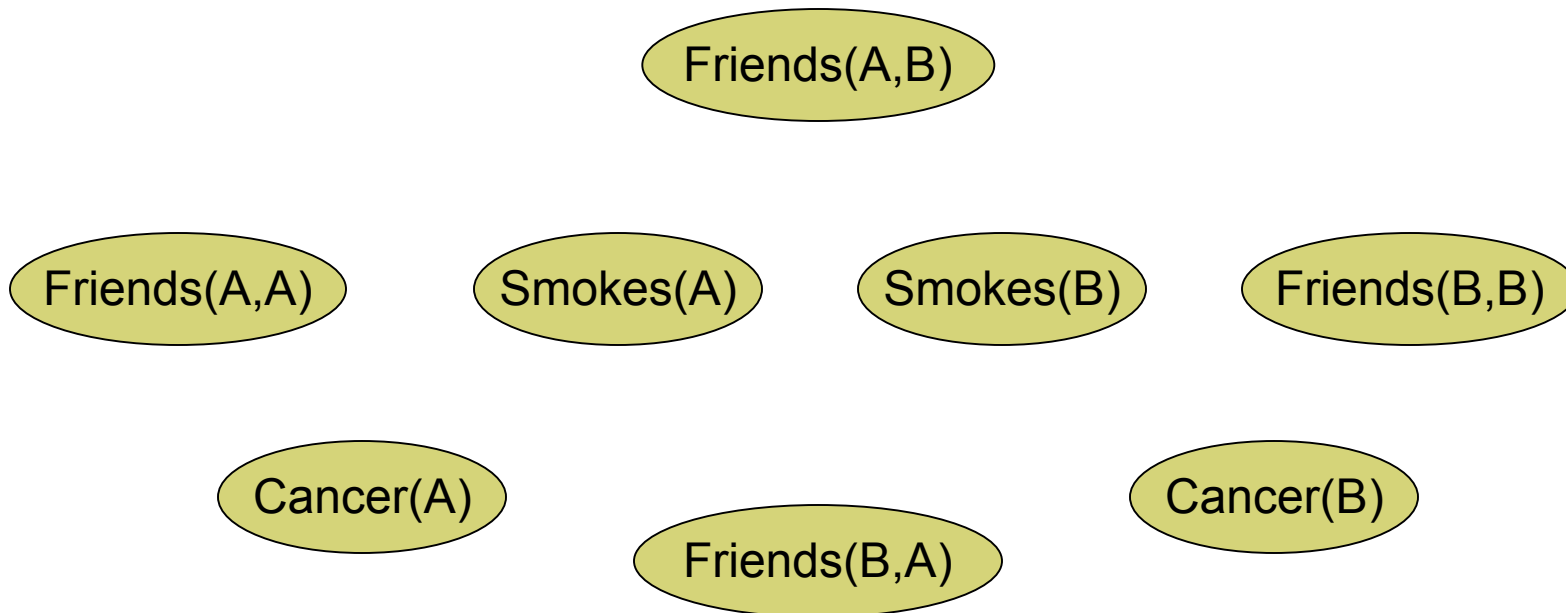 Friends(A,B)
Friends(A,A)
Smokes(A)
Smokes(B)
Friends(B,B)
Cancer(A)
Cancer(B)
Friends(B,A)